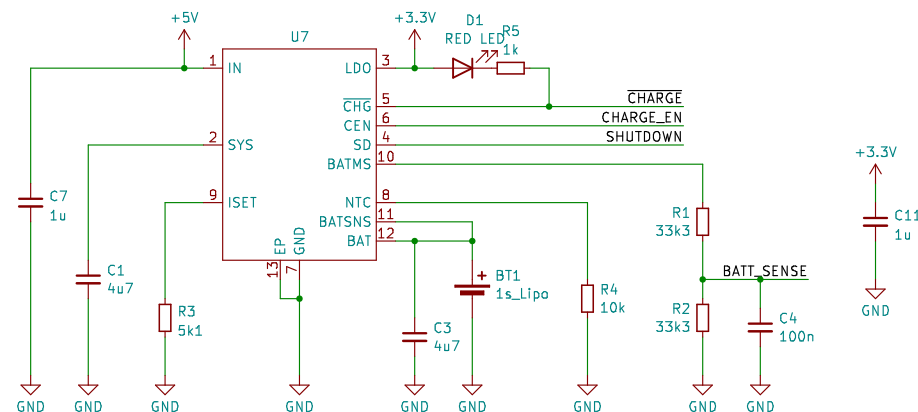 +5V
U7
+3.3V
D1
RED LED
R5
1k
1
IN
LDO
3
CHG
5
CHARGE
CEN
6
CHARGE_EN
2
SYS
SD
4
SHUTDOWN
BATMS
10
+3.3V
C7
1u
9
ISET
NTC
8
BATSNS
11
BAT
12
R1
33k3
C11
1u
EP
GND
13
7
C1
4u7
BT1
1s_Lipo
R4
10k
BATT_SENSE
R3
5k1
C3
4u7
R2
33k3
C4
100n
GND
GND
GND
GND
GND
GND
GND
GND
GND
GND